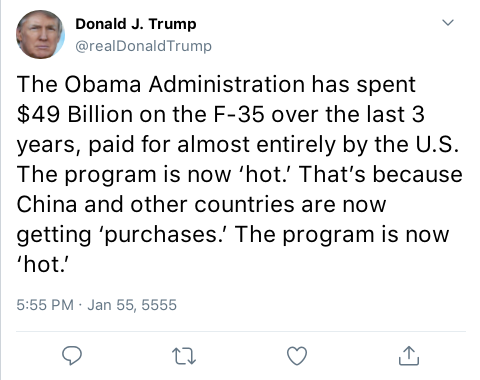 Donald J. Trump
@realDonaldTrump
The Obama Administration has spent
$49 Billion on the F-35 over the last 3
years, paid for almost entirely by the U.S.
The program is now ‘hot.’ That’s because
China and other countries are now
getting ‘purchases.’ The program is now
‘hot.’
5:55 PM · Jan 55, 5555